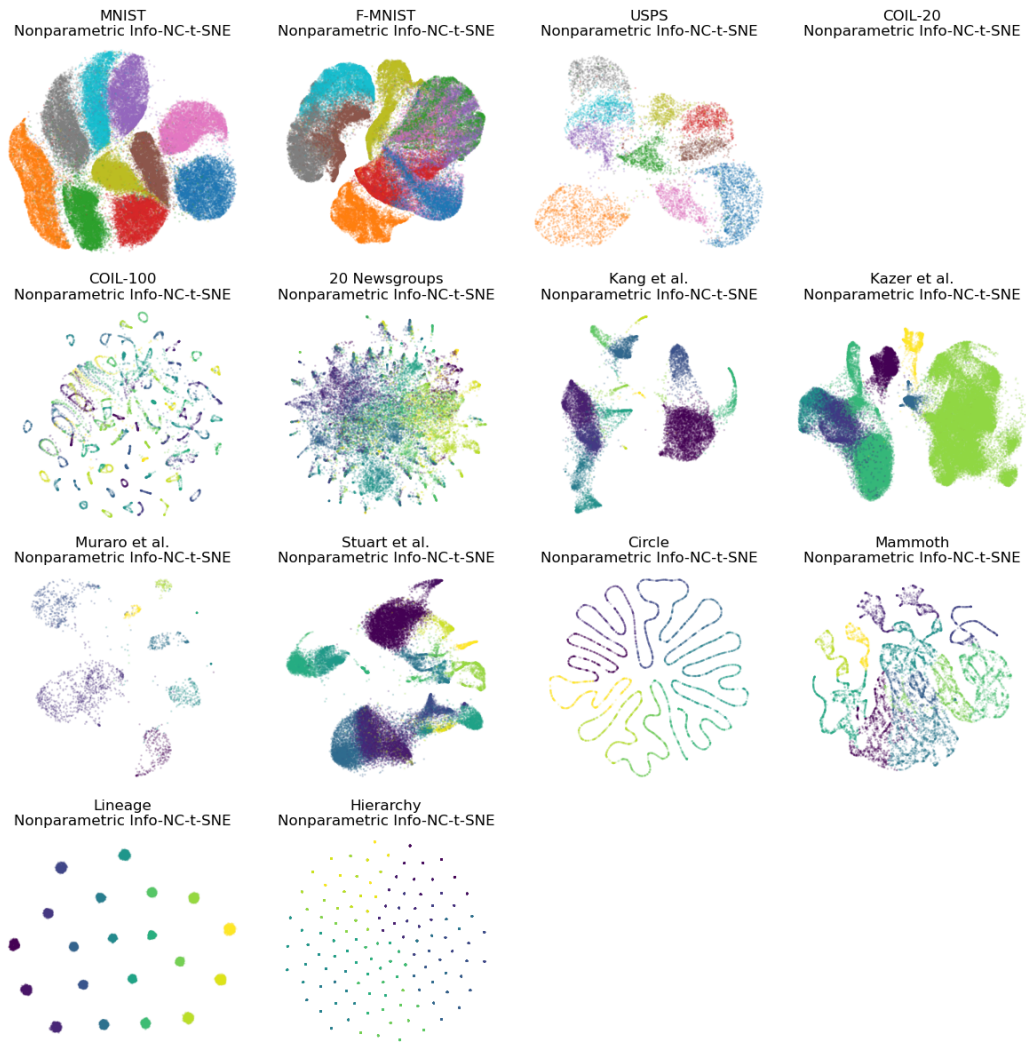 MNIST
Nonparametric Info-NC-t-SNE
F-MNIST
Nonparametric Info-NC-t-SNE
USPS
Nonparametric Info-NC-t-SNE
COIL-20
Nonparametric Info-NC-t-SNE
COIL-100
Nonparametric Info-NC-t-SNE
20 Newsgroups
Nonparametric Info-NC-t-SNE
Kang et al.
Nonparametric Info-NC-t-SNE
Kazer et al.
Nonparametric Info-NC-t-SNE
Muraro et al.
Nonparametric Info-NC-t-SNE
Stuart et al.
Nonparametric Info-NC-t-SNE
Circle
Nonparametric Info-NC-t-SNE
Mammoth
Nonparametric Info-NC-t-SNE
Lineage
Nonparametric Info-NC-t-SNE
Hierarchy
Nonparametric Info-NC-t-SNE